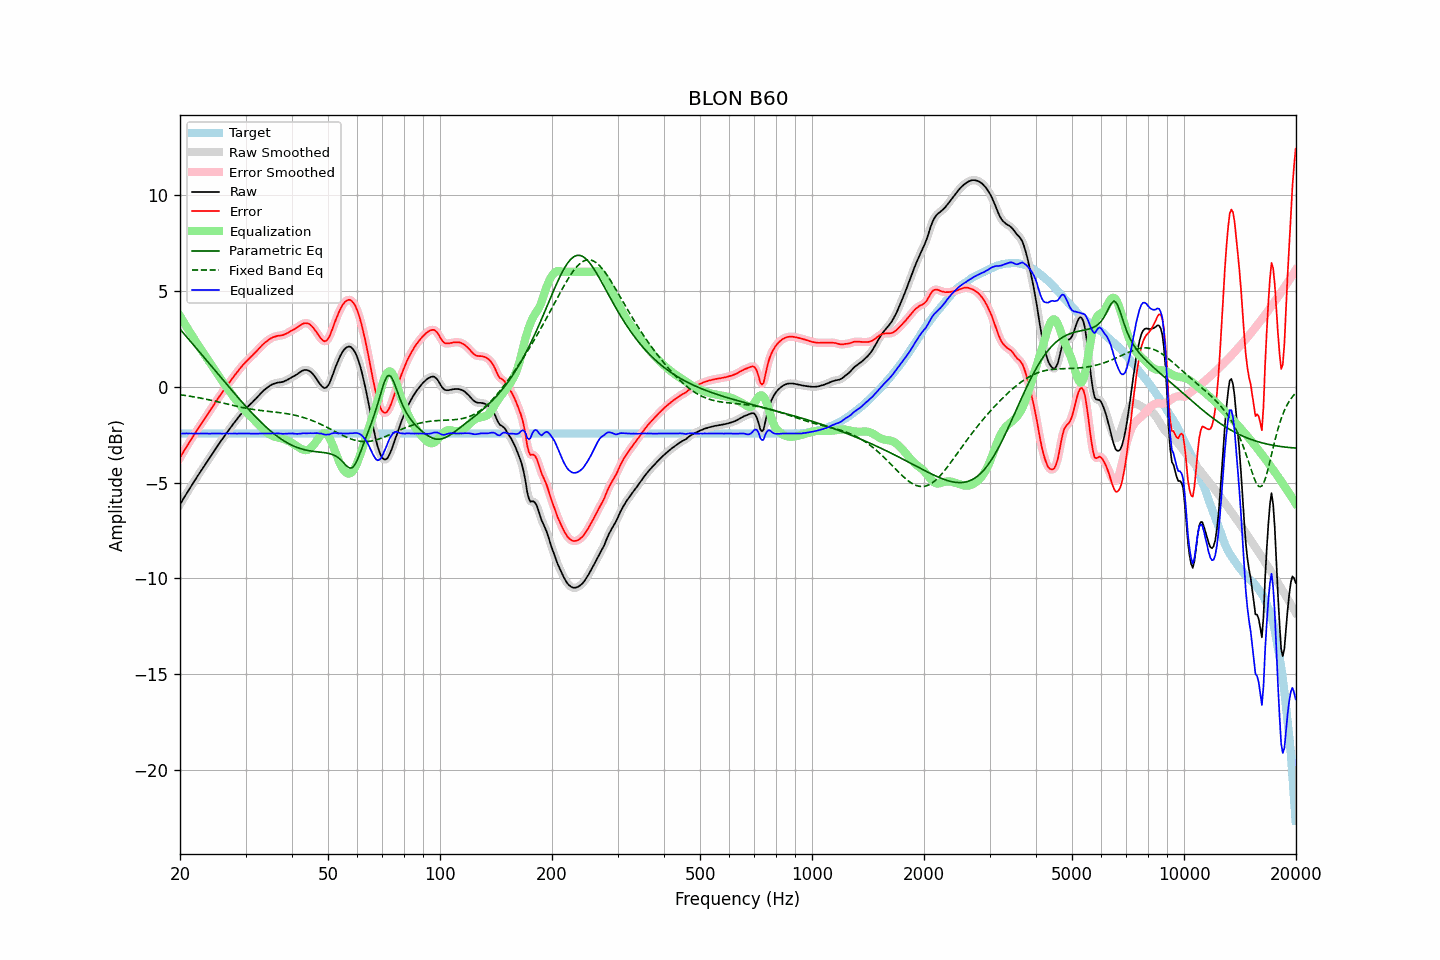 BLON B60
Target
Raw Smoothed
Error Smoothed
Raw
Error
Equalization
Parametric Eq
Fixed Band Eq
Equalized
10
5
0
−5
−10
−15
−20
Amplitude (dBr)
20 50 100 200 500 1000 2000 5000 10000 20000
Frequency (Hz)